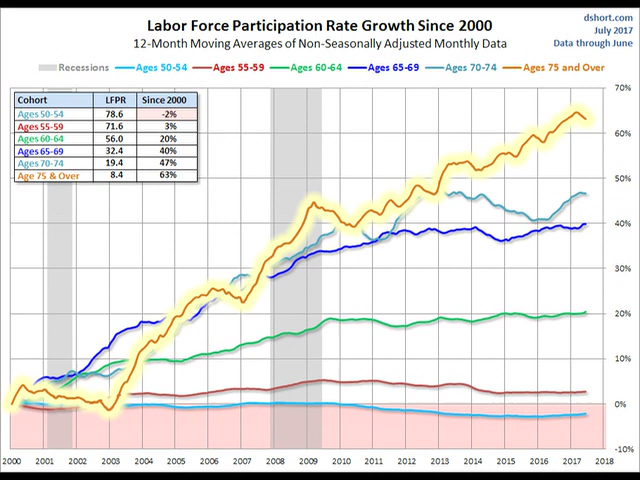 Labor Force Participation Rate Growth Since 2000
12-Month Moving Averages of Non-Seasonally Adjusted Monthly Data
dshort.com
July 2017
Data through June
Recessions Ages 50-54 Ages 55-59 Ages 60-64 Ages 65-69 Ages 70-74 Ages 75 and Over
Cohort LFPR Since 2000
Ages 50-54 78.6 -2%
Ages 55-59 71.6 3%
Ages 60-64 56.0 20%
Ages 65-69 32.4 40%
Ages 70-74 19.4 47%
Age 75 & Over 8.4 63%
70%
60%
50%
40%
30%
20%
10%
0%
-10%
2000 2001 2002 2003 2004 2005 2006 2007 2008 2009 2010 2011 2012 2013 2014 2015 2016 2017 2018